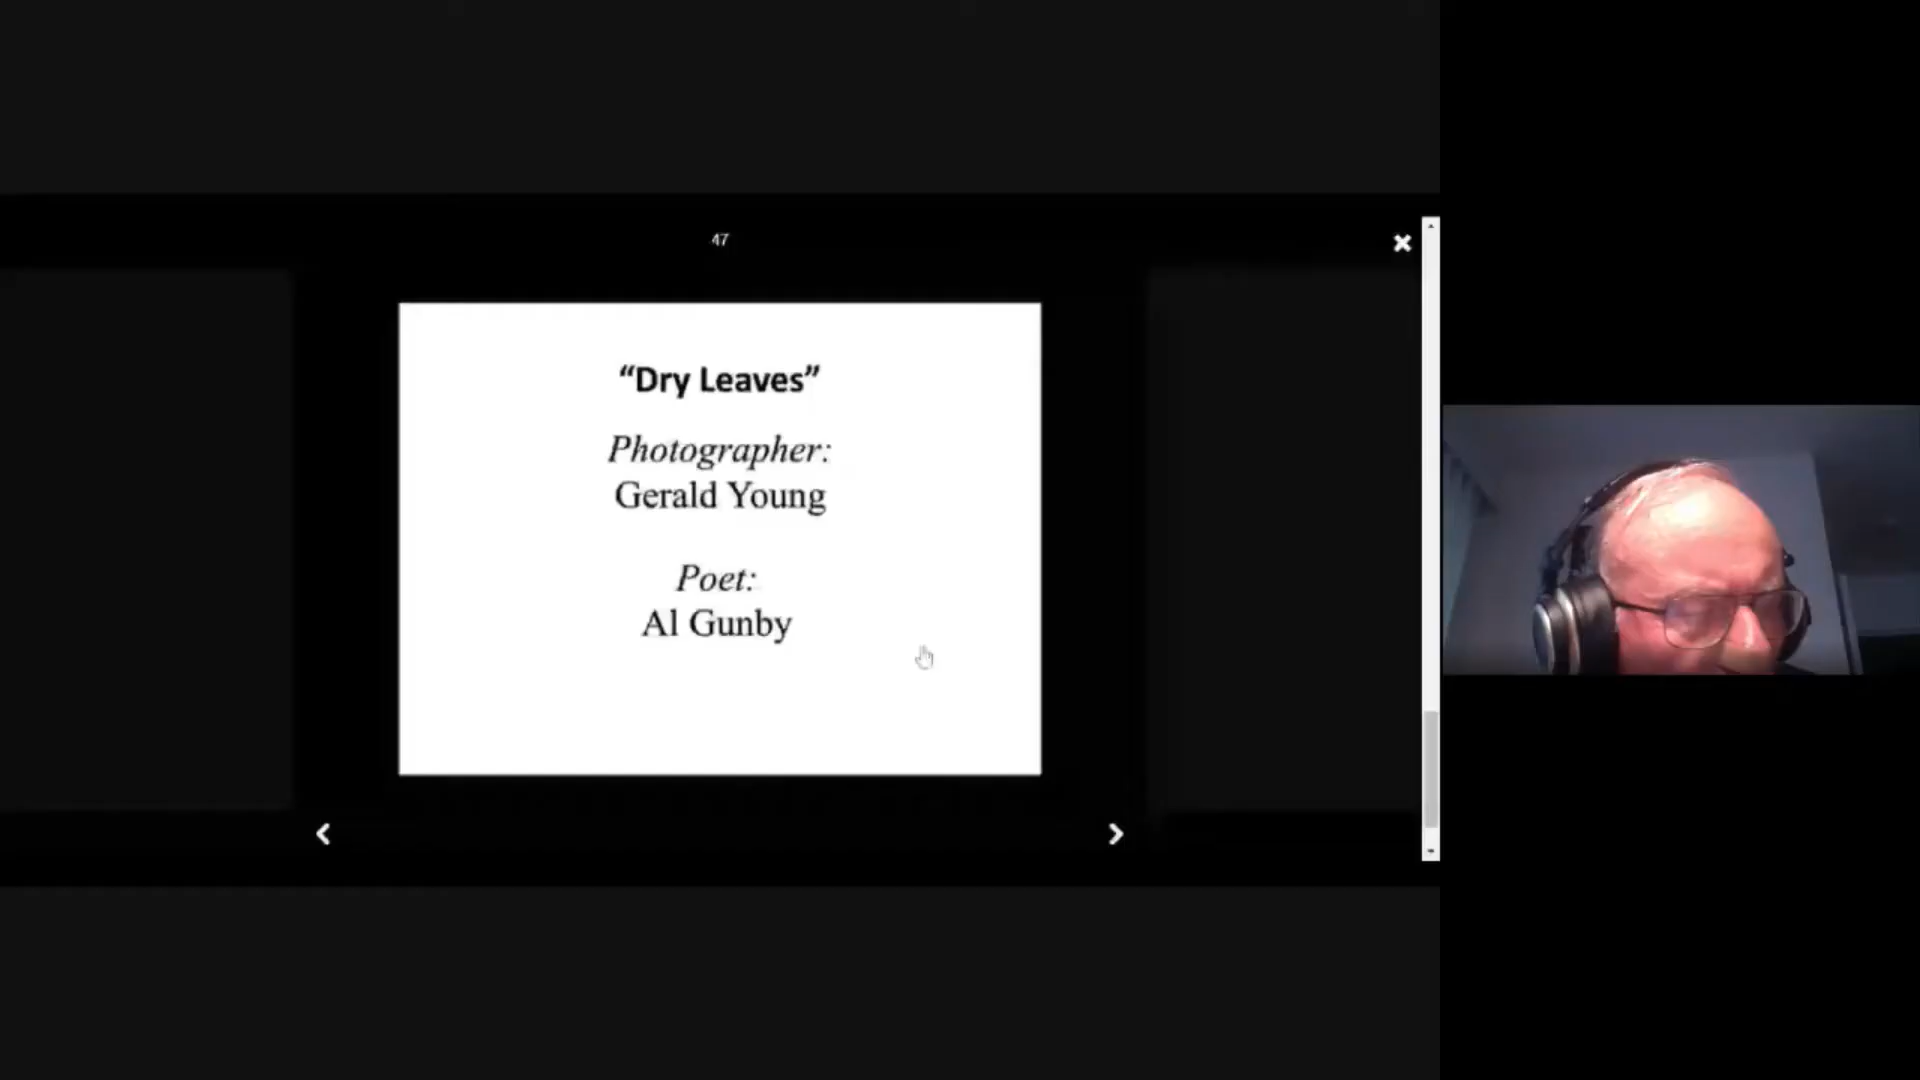 47
“Dry Leaves”
Photographer:
Gerald Young
Poet:
Al Gunby